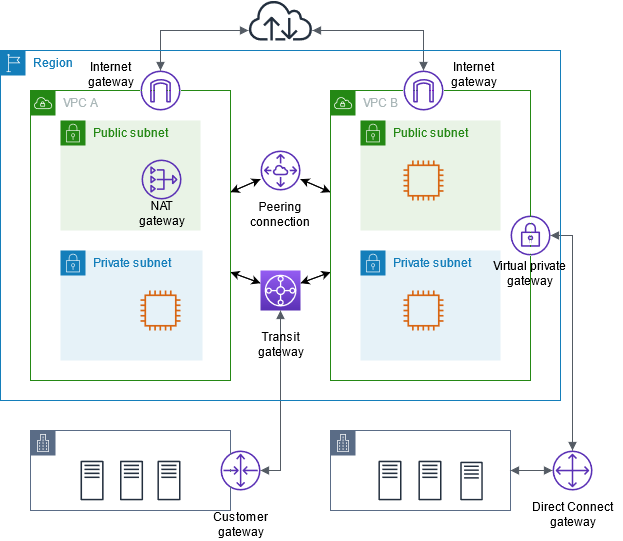 Region
Internet
gateway
Internet
gateway
VPC A
VPC B
Public subnet
Public subnet
NAT
gateway
Peering
connection
Private subnet
Private subnet
Virtual private
gateway
Transit
gateway
Customer
gateway
Direct Connect
gateway